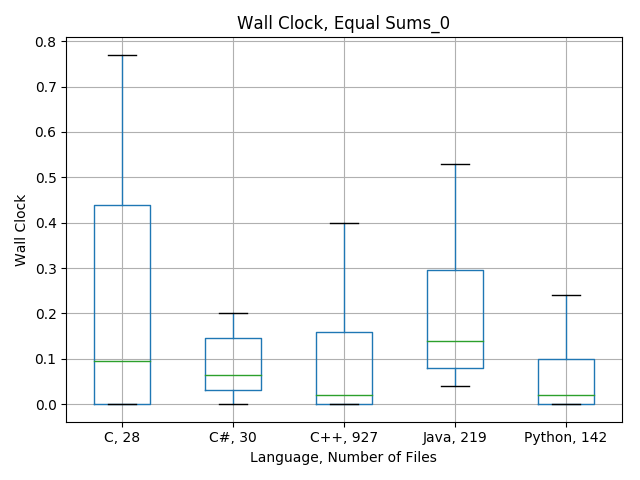 Wall Clock, Equal Sums_0
0.8
0.7
0.6
0.5
0.4
0.3
0.2
0.1
0.0
Wall Clock
C, 28 C#, 30 C++, 927 Java, 219 Python, 142
Language, Number of Files